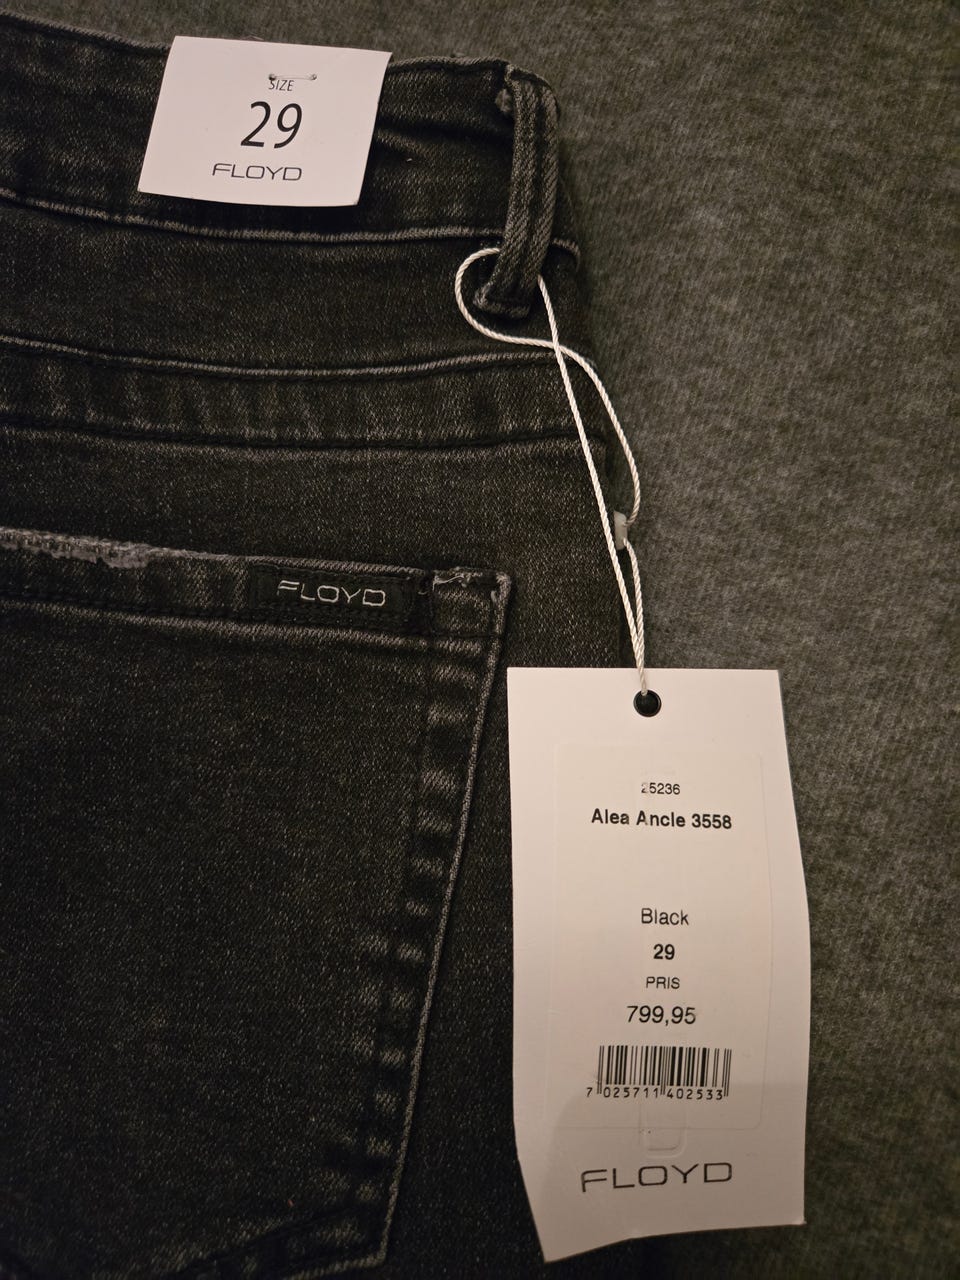 SIZE
29
FLOYD
FLOYD
25236
Alea Ancle 3558
Black
29
PRIS
799,95
7 025711 402533
FLOYD